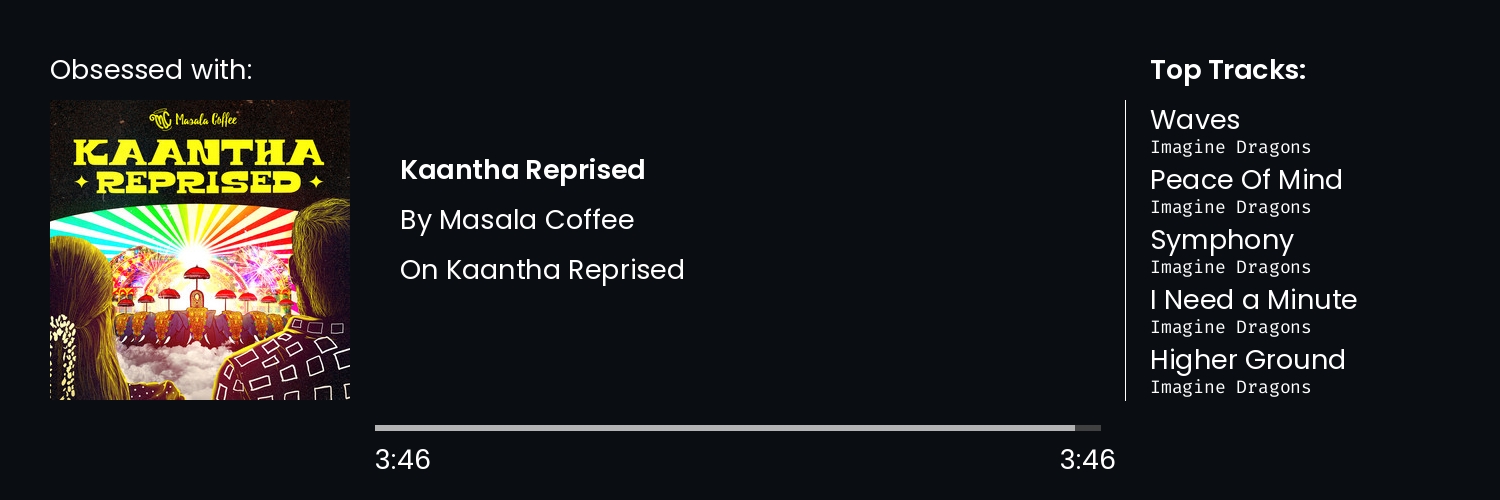 Obsessed with:
MC Masala Coffee
KAANTHA
REPRISED
Kaantha Reprised
By Masala Coffee
On Kaantha Reprised
3:46
3:46
Top Tracks:
Waves
Imagine Dragons
Peace Of Mind
Imagine Dragons
Symphony
Imagine Dragons
I Need a Minute
Imagine Dragons
Higher Ground
Imagine Dragons